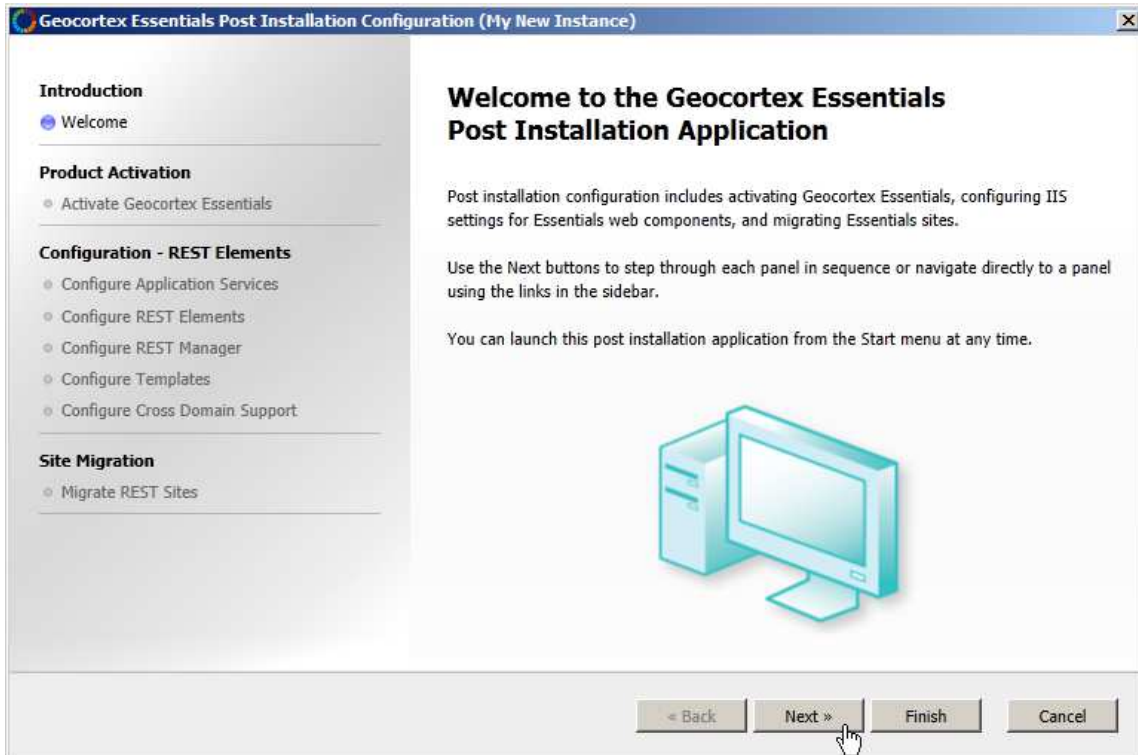 Geocortex Essentials Post Installation Configuration (My New Instance)
Introduction
Welcome
Product Activation
Activate Geocortex Essentials
Configuration - REST Elements
Configure Application Services
Configure REST Elements
Configure REST Manager
Configure Templates
Configure Cross Domain Support
Site Migration
Migrate REST Sites
Welcome to the Geocortex Essentials
Post Installation Application
Post installation configuration includes activating Geocortex Essentials, configuring IIS
settings for Essentials web components, and migrating Essentials sites.
Use the Next buttons to step through each panel in sequence or navigate directly to a panel
using the links in the sidebar.
You can launch this post installation application from the Start menu at any time.
« Back
Next »
Finish
Cancel